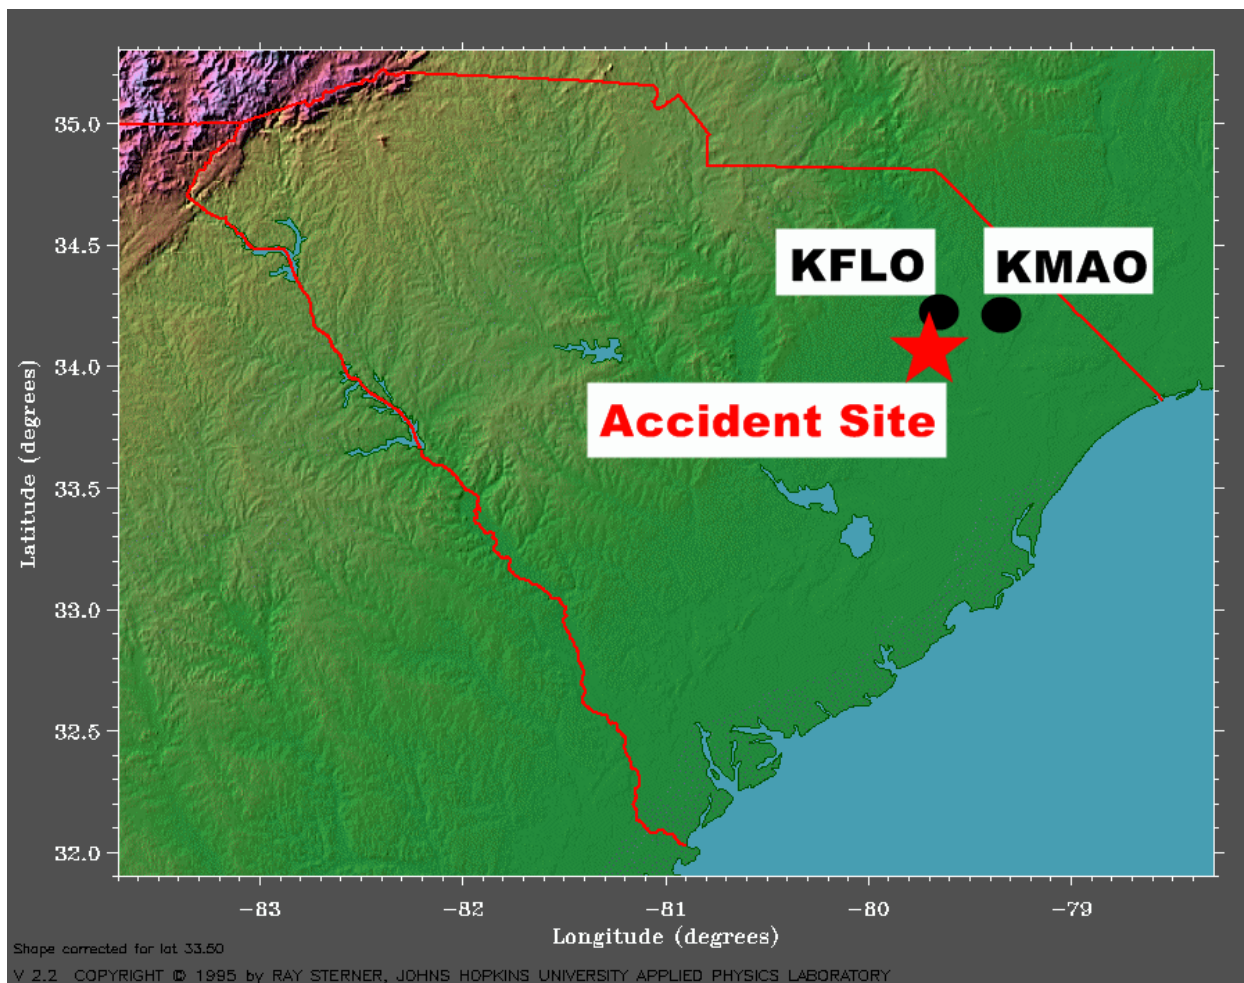 35.0
34.5
34.0
33.5
33.0
32.5
32.0
Latitude (degrees)
KFLO
KMAO
Accident Site
-83
-82
-81
-80
-79
Longitude (degrees)
Shape corrected for lat 33.50
V 2.2 COPYRIGHT © 1995 by RAY STERNER, JOHNS HOPKINS UNIVERSITY APPLIED PHYSICS LABORATORY